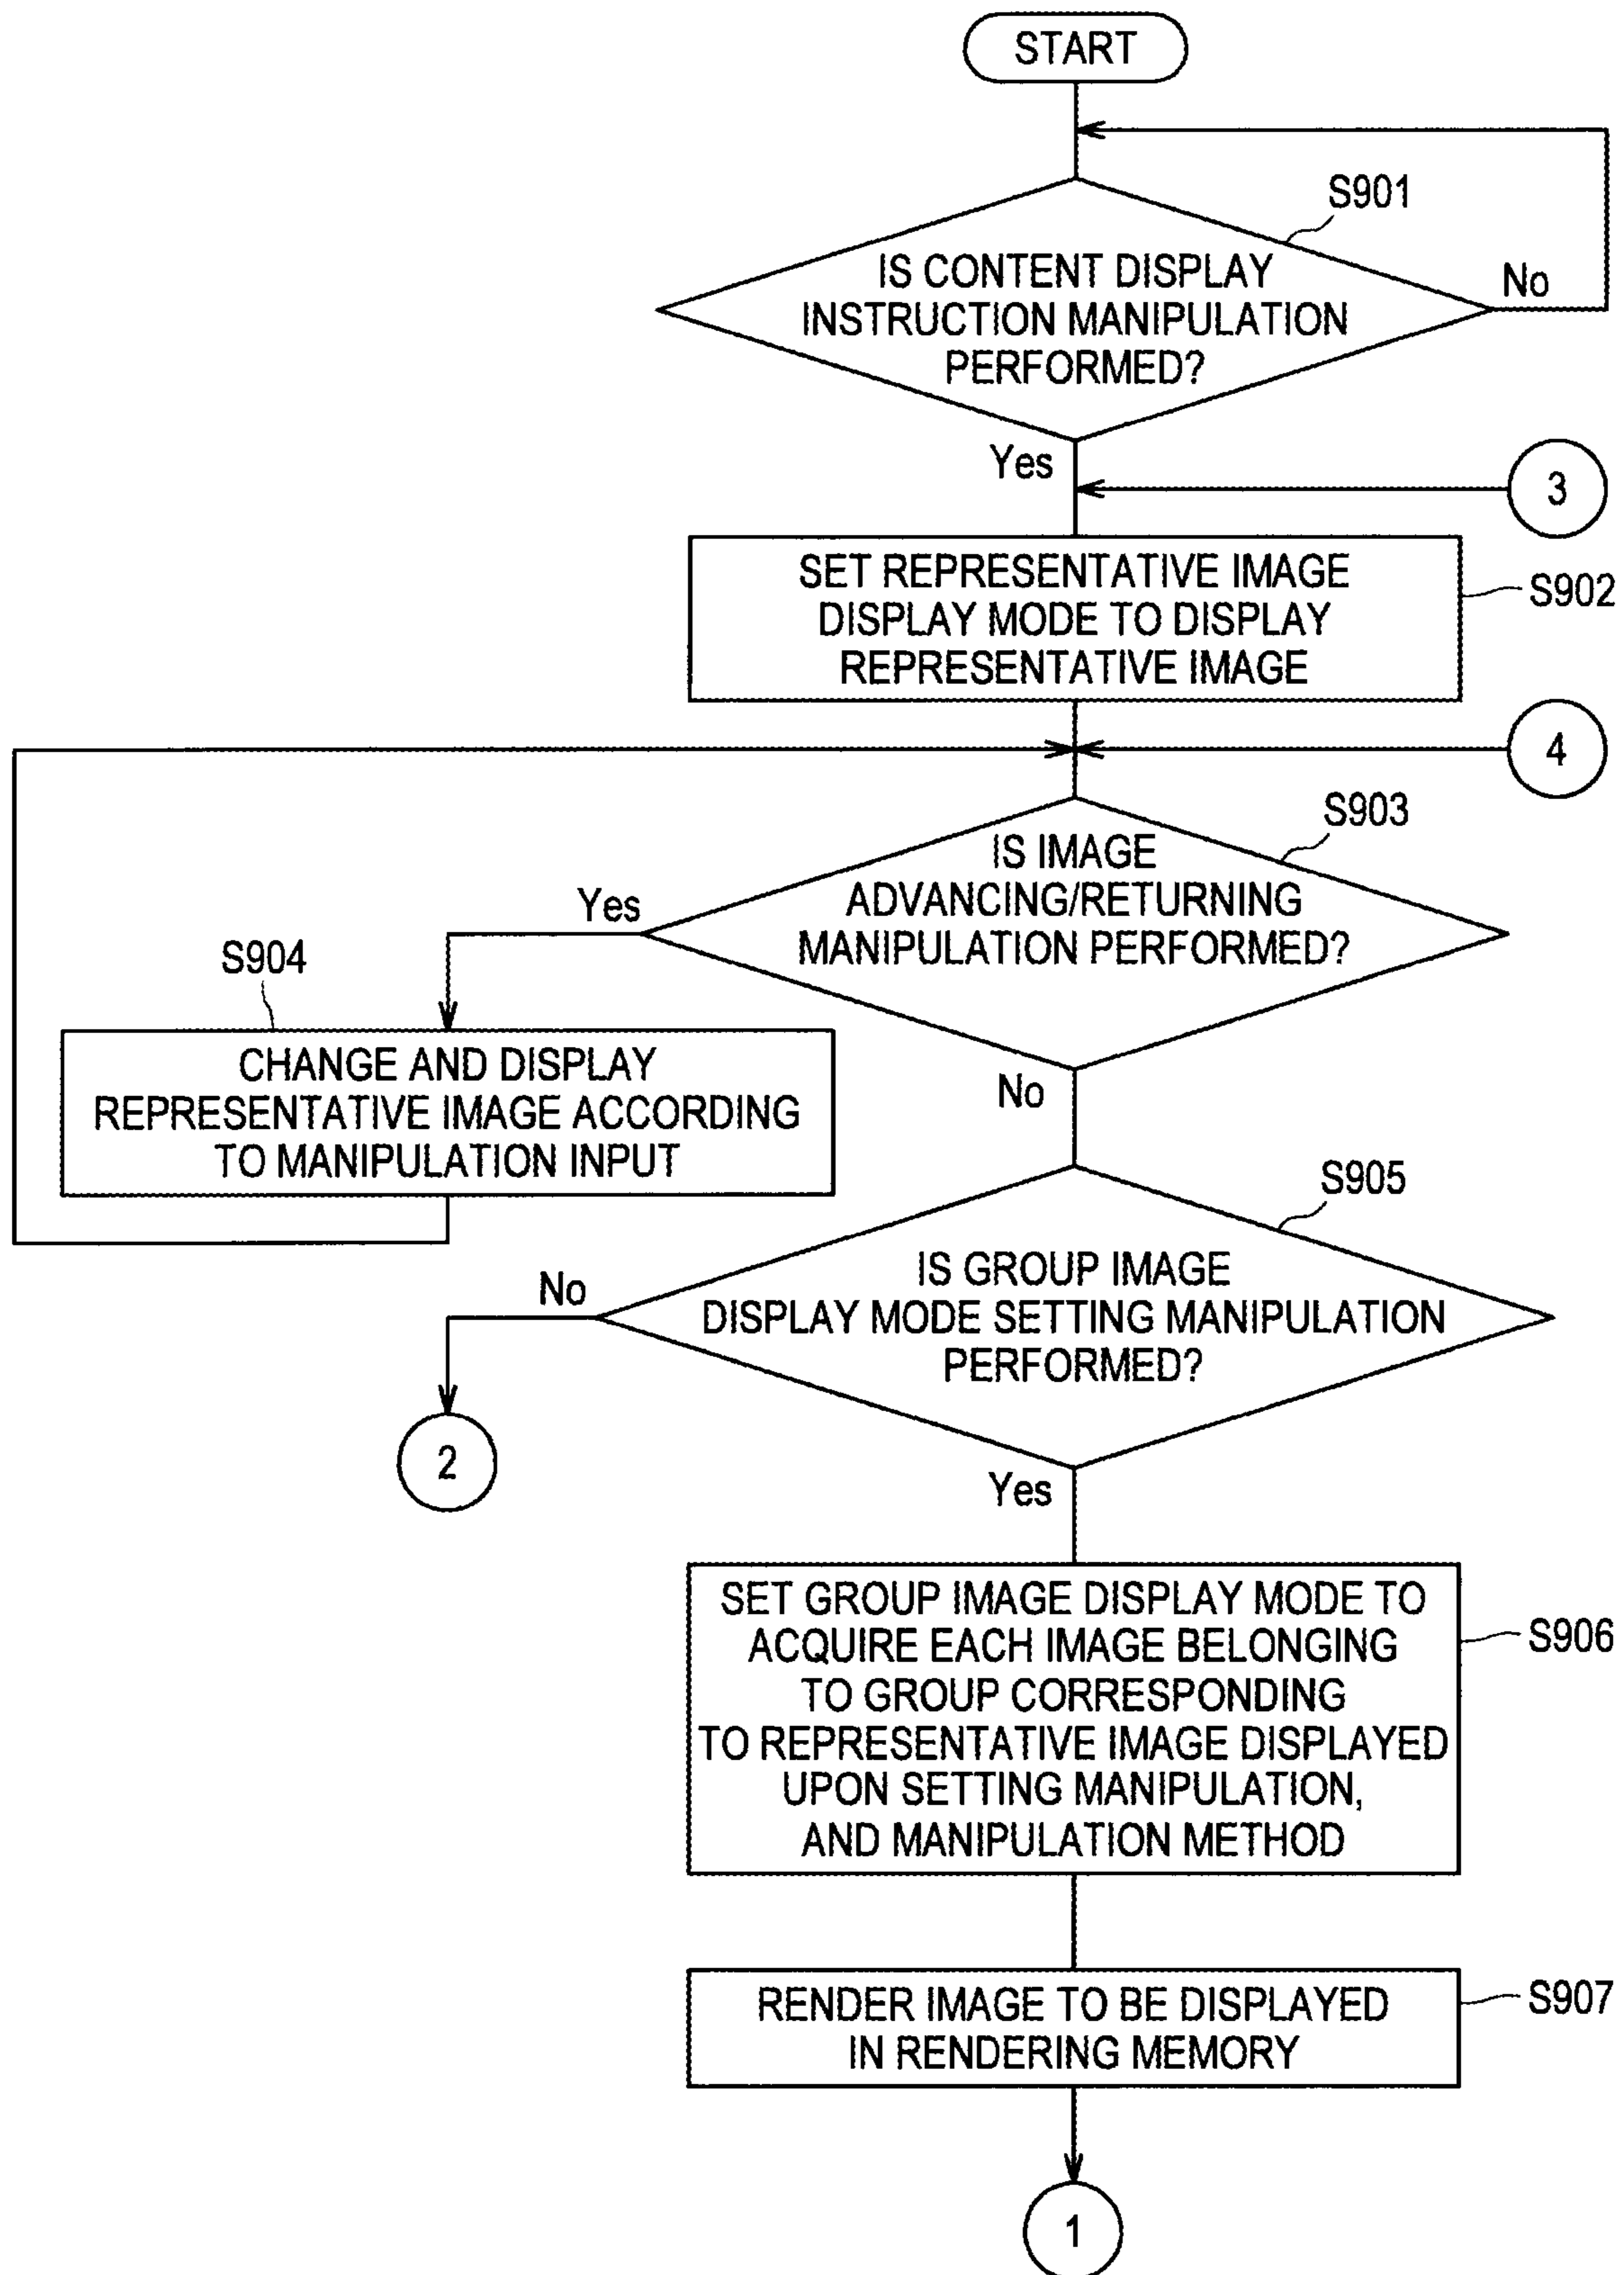 START
S901
IS CONTENT DISPLAY
INSTRUCTION MANIPULATION
PERFORMED?
No
Yes
3
SET REPRESENTATIVE IMAGE
DISPLAY MODE TO DISPLAY
REPRESENTATIVE IMAGE
S902
4
S903
IS IMAGE
ADVANCING/RETURNING
MANIPULATION PERFORMED?
Yes
S904
CHANGE AND DISPLAY
REPRESENTATIVE IMAGE ACCORDING
TO MANIPULATION INPUT
No
S905
IS GROUP IMAGE
DISPLAY MODE SETTING MANIPULATION
PERFORMED?
No
2
Yes
SET GROUP IMAGE DISPLAY MODE TO
ACQUIRE EACH IMAGE BELONGING
TO GROUP CORRESPONDING
TO REPRESENTATIVE IMAGE DISPLAYED
UPON SETTING MANIPULATION,
AND MANIPULATION METHOD
S906
RENDER IMAGE TO BE DISPLAYED
IN RENDERING MEMORY
S907
1